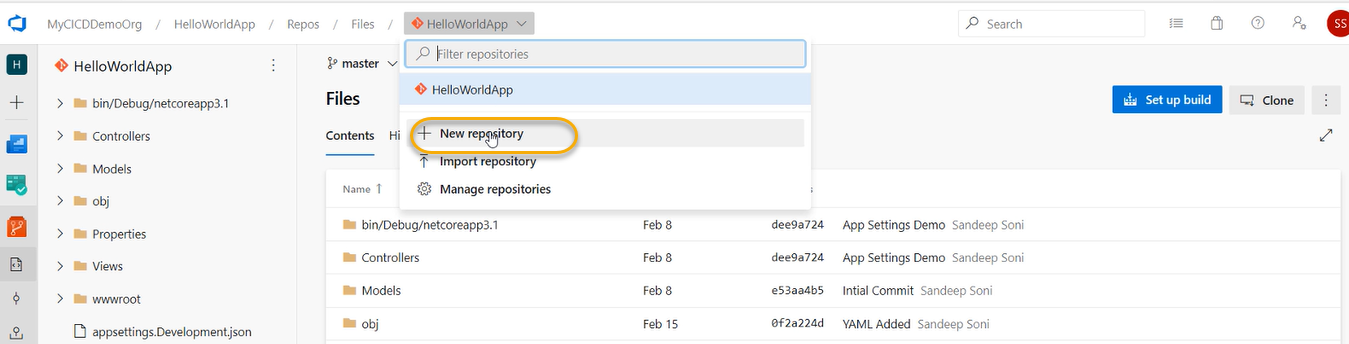 MyCICDDemoOrg / HelloWorldApp / Repos / Files / HelloWorldApp
Search
SS
H
HelloWorldApp
bin/Debug/netcoreapp3.1
Controllers
Models
obj
Properties
Views
wwwroot
appsettings.Development.json
master
Filter repositories
HelloWorldApp
New repository
Import repository
Manage repositories
Files
Set up build
Clone
Contents
Hi
Name ↑
s
bin/Debug/netcoreapp3.1 Feb 8 dee9a724 App Settings Demo Sandeep Soni
Controllers Feb 8 dee9a724 App Settings Demo Sandeep Soni
Models Feb 8 e53aa4b5 Intial Commit Sandeep Soni
obj Feb 15 0f2a224d YAML Added Sandeep Soni